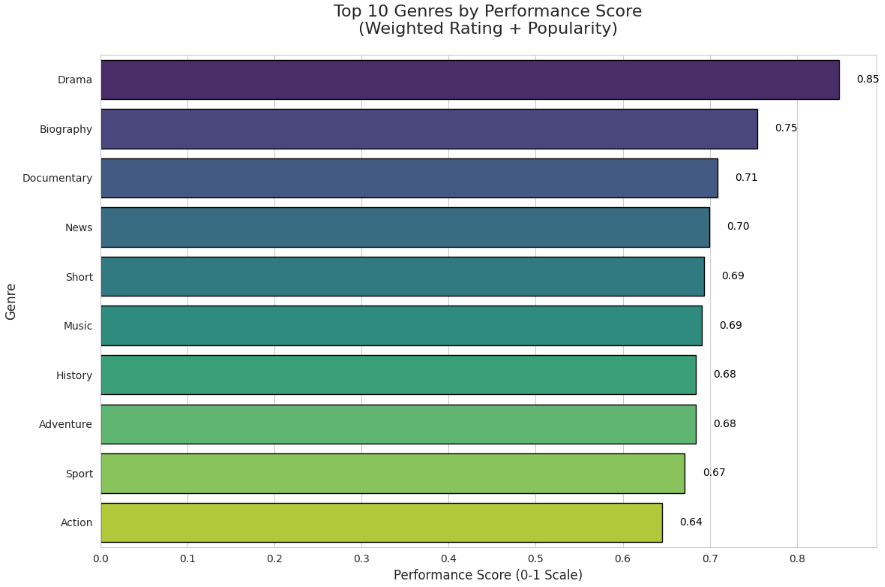 Top 10 Genres by Performance Score
(Weighted Rating + Popularity)
Genre
Drama 0.85
Biography 0.75
Documentary 0.71
News 0.70
Short 0.69
Music 0.69
History 0.68
Adventure 0.68
Sport 0.67
Action 0.64
0.0 0.1 0.2 0.3 0.4 0.5 0.6 0.7 0.8
Performance Score (0-1 Scale)